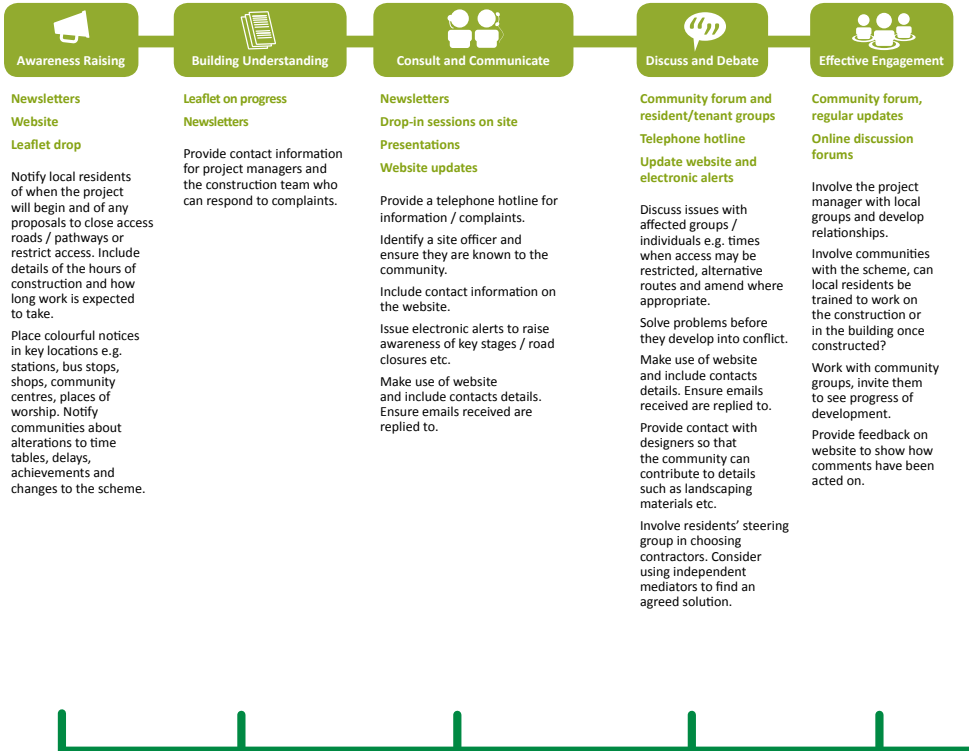 Awareness Raising
Newsletters
Website
Leaflet drop
Notify local residents
of when the project
will begin and of any
proposals to close access
roads / pathways or
restrict access. Include
details of the hours of
construction and how
long work is expected
to take.
Place colourful notices
in key locations e.g.
stations, bus stops,
shops, community
centres, places of
worship. Notify
communities about
alterations to time
tables, delays,
achievements and
changes to the scheme.
Building Understanding
Leaflet on progress
Newsletters
Provide contact information
for project managers and
the construction team who
can respond to complaints.
Consult and Communicate
Newsletters
Drop-in sessions on site
Presentations
Website updates
Provide a telephone hotline for
information / complaints.
Identify a site officer and
ensure they are known to the
community.
Include contact information on
the website.
Issue electronic alerts to raise
awareness of key stages / road
closures etc.
Make use of website
and include contacts details.
Ensure emails received are
replied to.
Discuss and Debate
Community forum and
resident/tenant groups
Telephone hotline
Update website and
electronic alerts
Discuss issues with
affected groups /
individuals e.g. times
when access may be
restricted, alternative
routes and amend where
appropriate.
Solve problems before
they develop into conflict.
Make use of website
and include contacts
details. Ensure emails
received are replied to.
Provide contact with
designers so that
the community can
contribute to details
such as landscaping
materials etc.
Involve residents’ steering
group in choosing
contractors. Consider
using independent
mediators to find an
agreed solution.
Effective Engagement
Community forum,
regular updates
Online discussion
forums
Involve the project
manager with local
groups and develop
relationships.
Involve communities
with the scheme, can
local residents be
trained to work on
the construction or
in the building once
constructed?
Work with community
groups, invite them
to see progress of
development.
Provide feedback on
website to show how
comments have been
acted on.